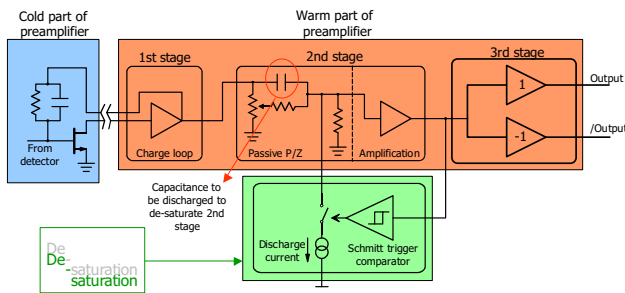 Cold part of
preamplifier
Warm part of
preamplifier
1st stage
2nd stage
3rd stage
Output
/Output
1
-1
From
detector
Charge loop
Passive P/Z
Amplification
Capacitance to
be discharged to
de-saturate 2nd
stage
Discharge
current
Schmitt trigger
comparator
De-
saturation
De-
saturation